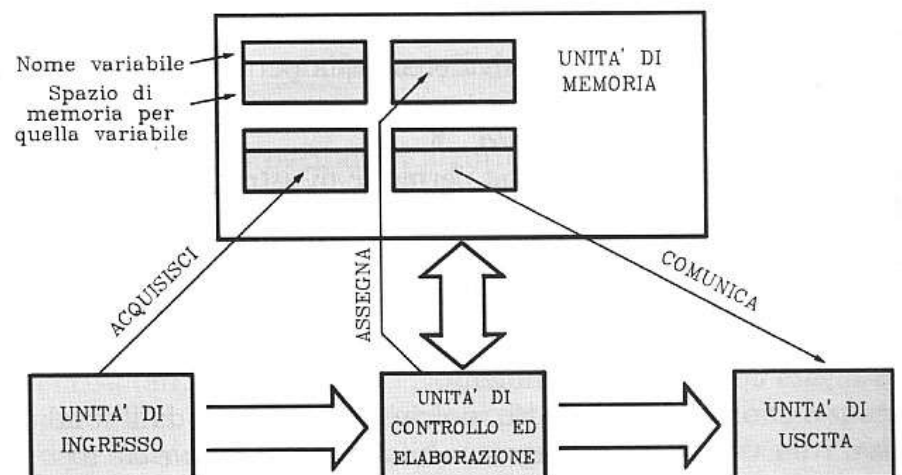 Nome variabile
Spazio di
memoria per
quella variabile
UNITA' DI
MEMORIA
ACQUISISCI
ASSEGNA
COMUNICA
UNITA' DI
INGRESSO
UNITA' DI
CONTROLLO ED
ELABORAZIONE
UNITA' DI
USCITA